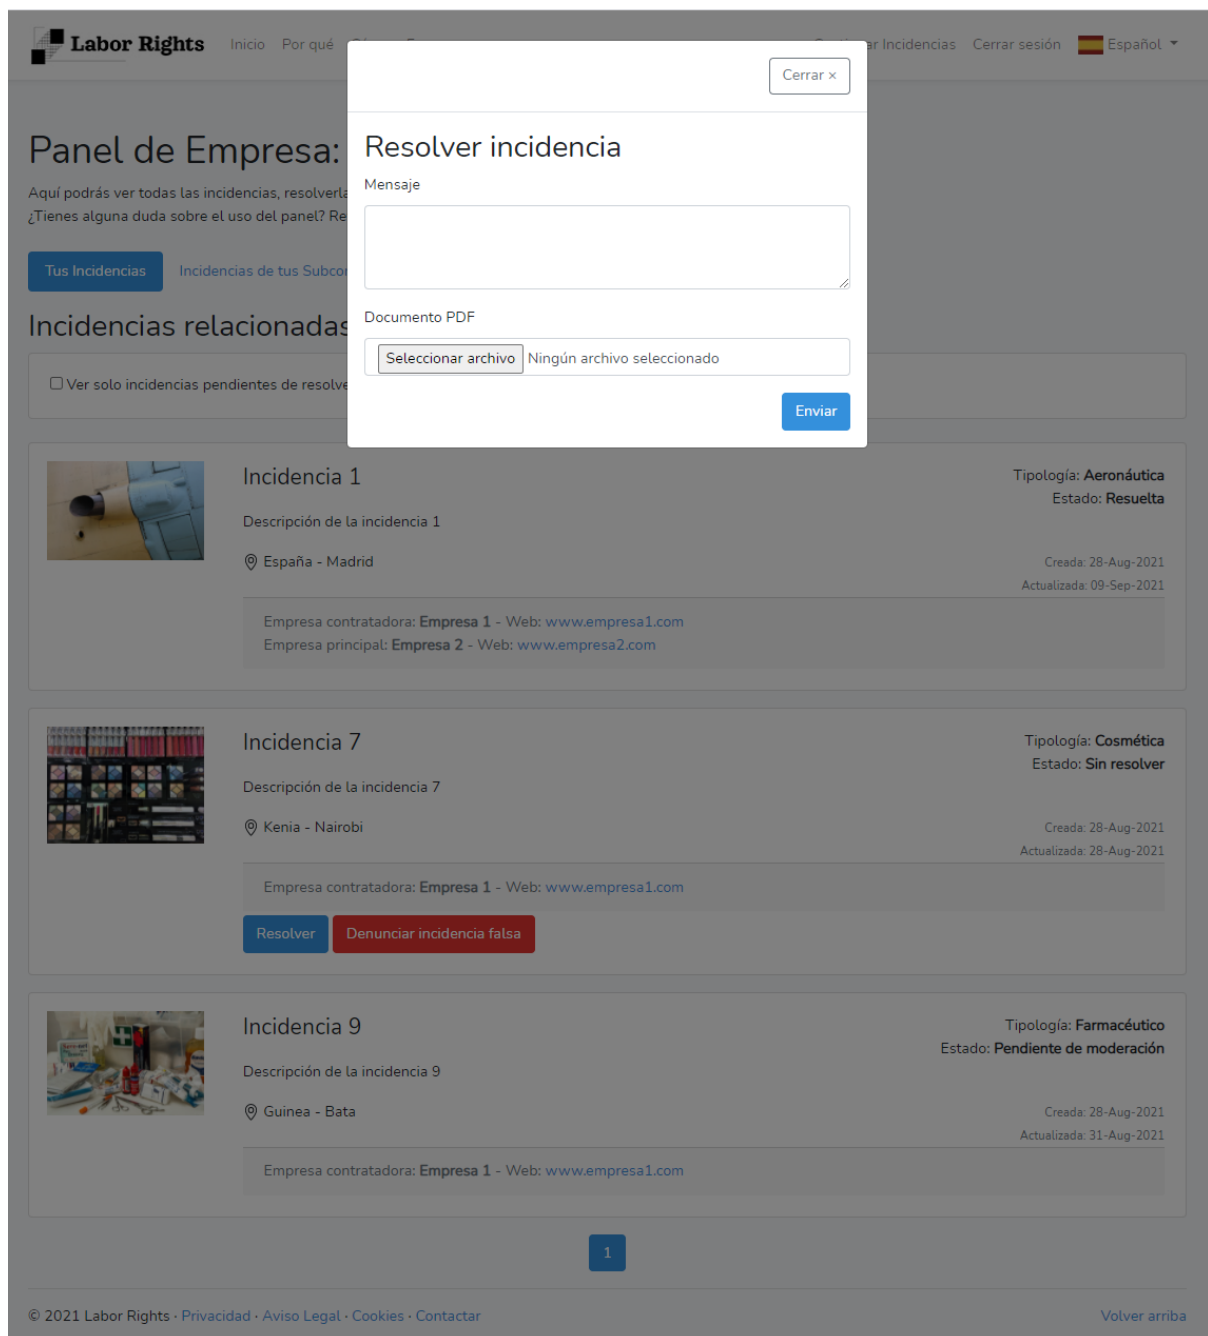 Labor Rights Inicio Por qué Incidencias Cerrar sesión Español
Cerrar ×
Panel de Empresa:
Aquí podrás ver todas las incidencias,
¿Tienes alguna duda sobre el uso del panel?
Tus Incidencias Incidencias de tus
Incidencias
Ver solo incidencias pendientes de
Resolver incidencia
Mensaje
Documento PDF
Seleccionar archivo Ningún archivo seleccionado
Enviar
Incidencia 1
Tipología: Aeronáutica
Estado: Resuelta
Descripción de la incidencia 1
España - Madrid
Creada: 28-Aug-2021
Actualizada: 09-Sep-2021
Empresa contratadora: Empresa 1 - Web: www.empresa1.com
Empresa principal: Empresa 2 - Web: www.empresa2.com
Incidencia 7
Tipología: Cosmética
Estado: Sin resolver
Descripción de la incidencia 7
Kenia - Nairobi
Creada: 28-Aug-2021
Actualizada: 28-Aug-2021
Empresa contratadora: Empresa 1 - Web: www.empresa1.com
Resolver Denunciar incidencia falsa
Incidencia 9
Tipología: Farmacéutico
Estado: Pendiente de moderación
Descripción de la incidencia 9
Guinea - Bata
Creada: 28-Aug-2021
Actualizada: 31-Aug-2021
Empresa contratadora: Empresa 1 - Web: www.empresa1.com
1
© 2021 Labor Rights · Privacidad · Aviso Legal · Cookies · Contactar Volver arriba